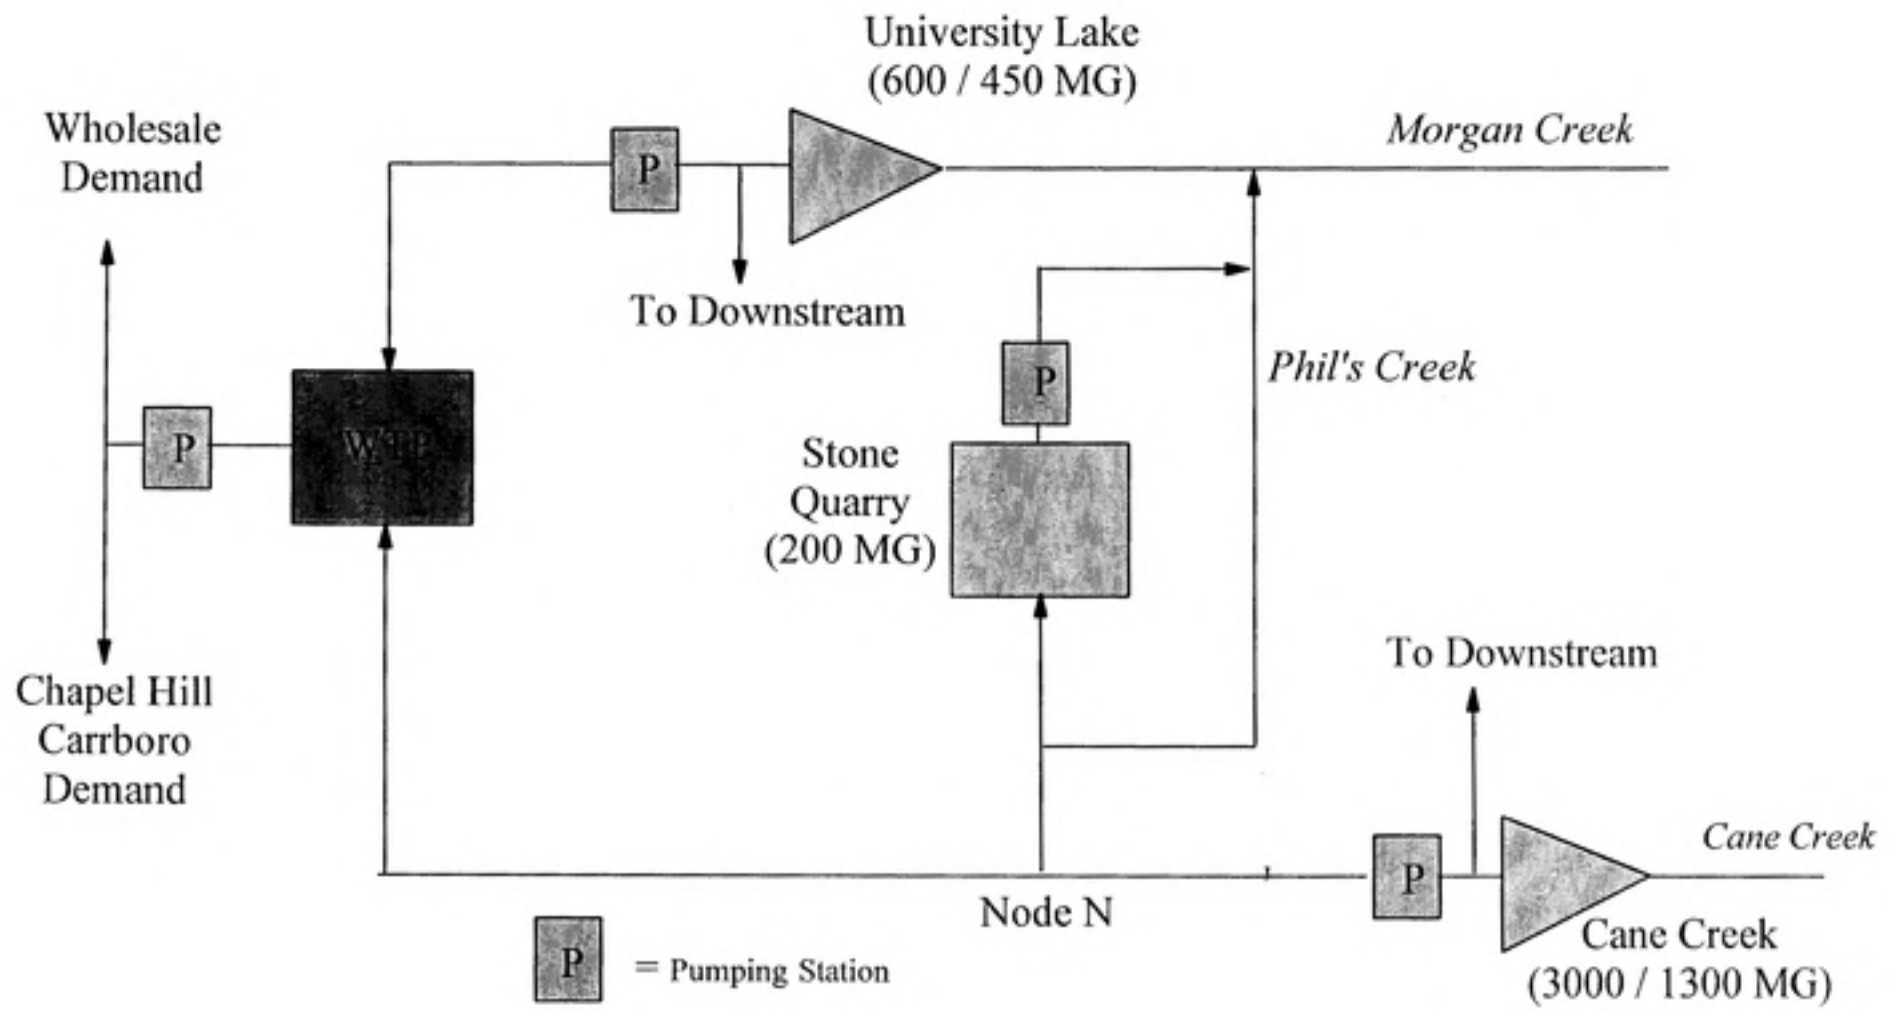 University Lake
(600 / 450 MG)
Morgan Creek
Wholesale
Demand
P
To Downstream
Phil's Creek
P
WTP
P
Stone
Quarry
(200 MG)
To Downstream
Chapel Hill
Carrboro
Demand
Cane Creek
P
Node N
Cane Creek
(3000 / 1300 MG)
P
= Pumping Station